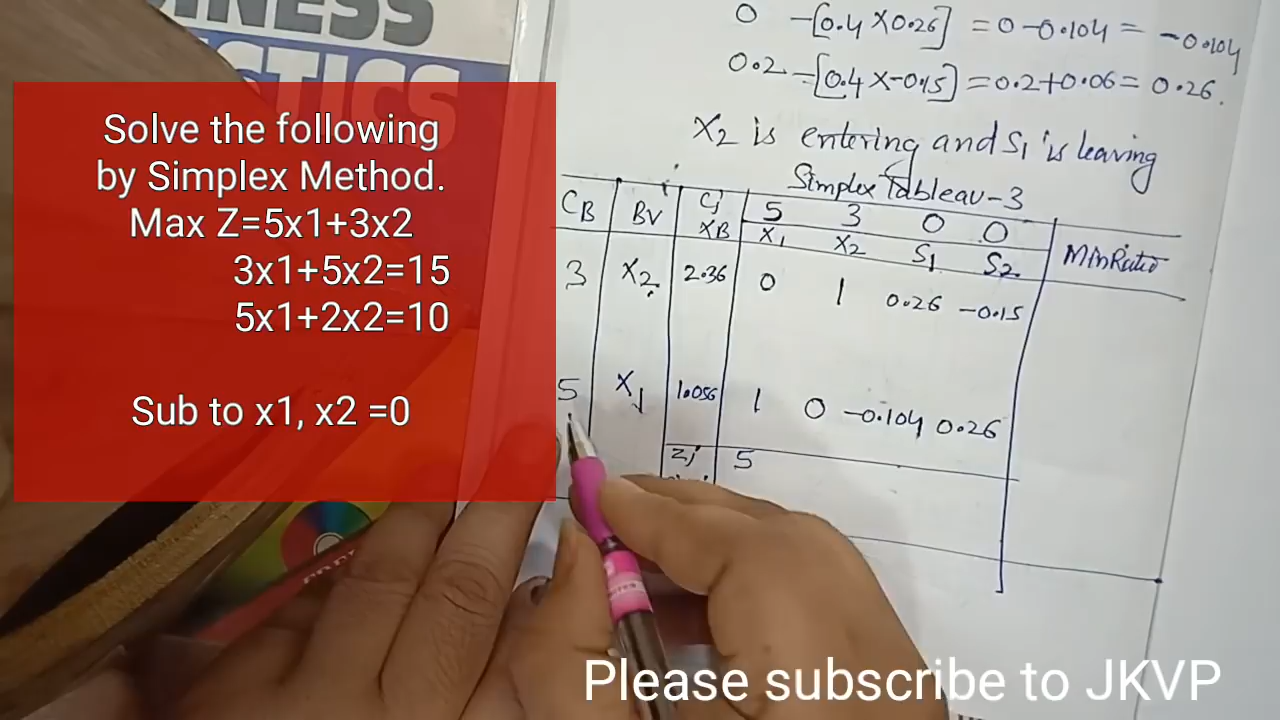 INESS
STICS
Solve the following
by Simplex Method.
Max Z=5x1+3x2
3x1+5x2=15
5x1+2x2=10
Sub to x1, x2 =0
0 -[0.4 X 0.26] = 0-0.104 = -0.104
0.2 -[0.4 X -0.15] = 0.2+0.06 = 0.26.
X2 is entering and S1 is leaving
Simplex Tableau-3
CB BV Cj 5 3 0 0 Min Ratio
XB X1 X2 S1 S2
3 X2 2.36 0 1 0.26 -0.15
5 X1 1.056 1 0 -0.104 0.26
Zj 5
Please subscribe to JKVP